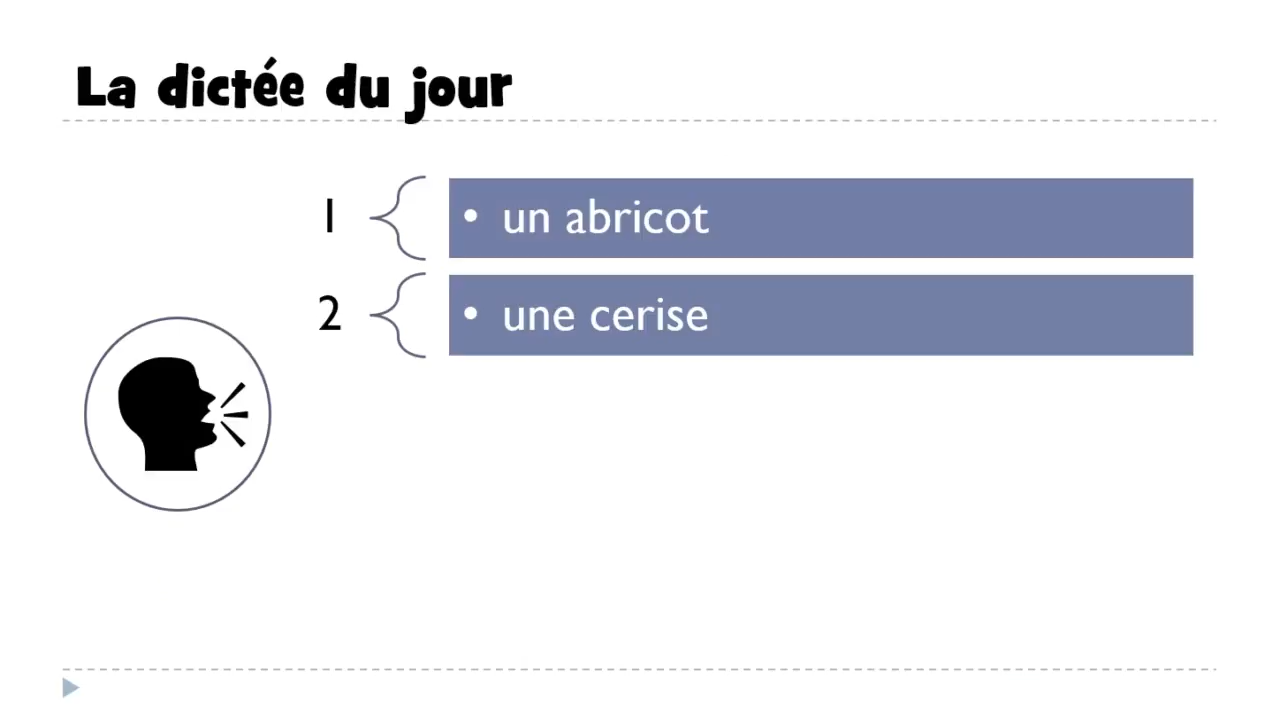 La dictée du jour
1
• un abricot
2
• une cerise